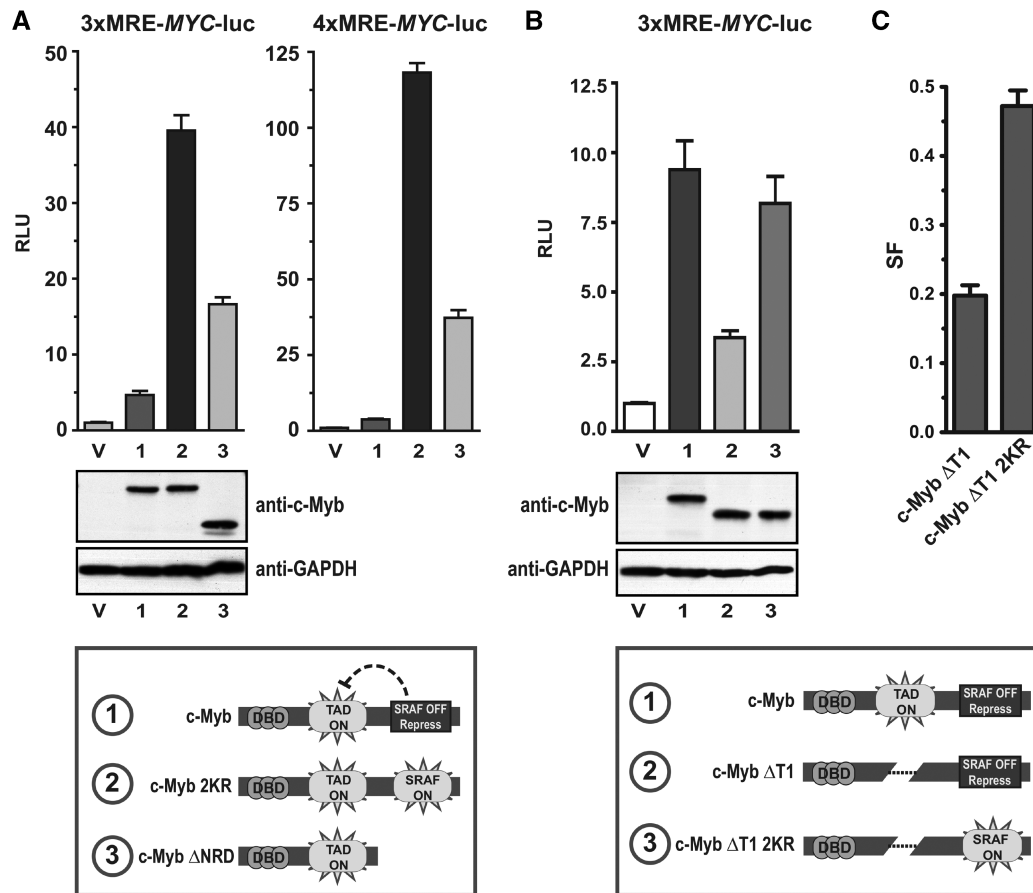 A
3xMRE-MYC-luc
4xMRE-MYC-luc
RLU
50
40
30
20
10
0
V 1 2 3
125
100
75
50
25
0
V 1 2 3
anti-c-Myb
anti-GAPDH
V 1 2 3
1 c-Myb DBD TAD ON SRAF OFF Repress
2 c-Myb 2KR DBD TAD ON SRAF ON
3 c-Myb ΔNRD DBD TAD ON
B
3xMRE-MYC-luc
RLU
12.5
10.0
7.5
5.0
2.5
0.0
V 1 2 3
anti-c-Myb
anti-GAPDH
V 1 2 3
1 c-Myb DBD TAD ON SRAF OFF Repress
2 c-Myb ΔT1 DBD SRAF OFF Repress
3 c-Myb ΔT1 2KR DBD SRAF ON
C
SF
0.5
0.4
0.3
0.2
0.1
0.0
c-Myb ΔT1
c-Myb ΔT1 2KR